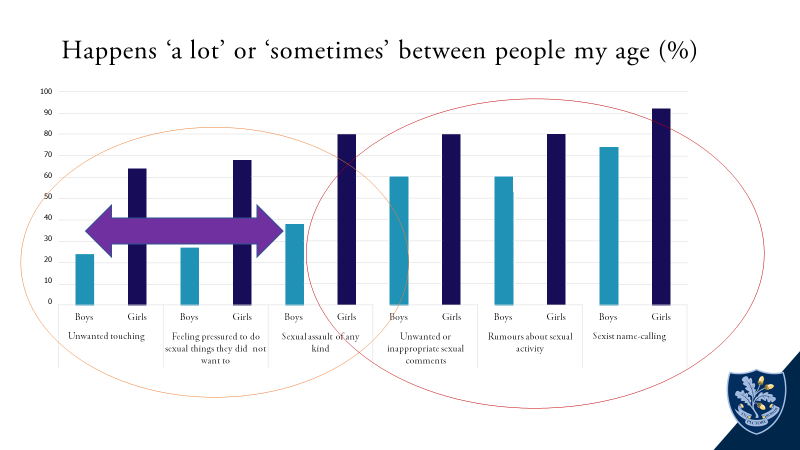 Happens ‘a lot’ or ‘sometimes’ between people my age (%)
100
90
80
70
60
50
40
30
20
10
0
Boys Girls Boys Girls Boys Girls Boys Girls Boys Girls Boys Girls
Unwanted touching
Feeling pressured to do
sexual things they did not
want to
Sexual assault of any
kind
Unwanted or
inappropriate sexual
comments
Rumours about sexual
activity
Sexist name-calling